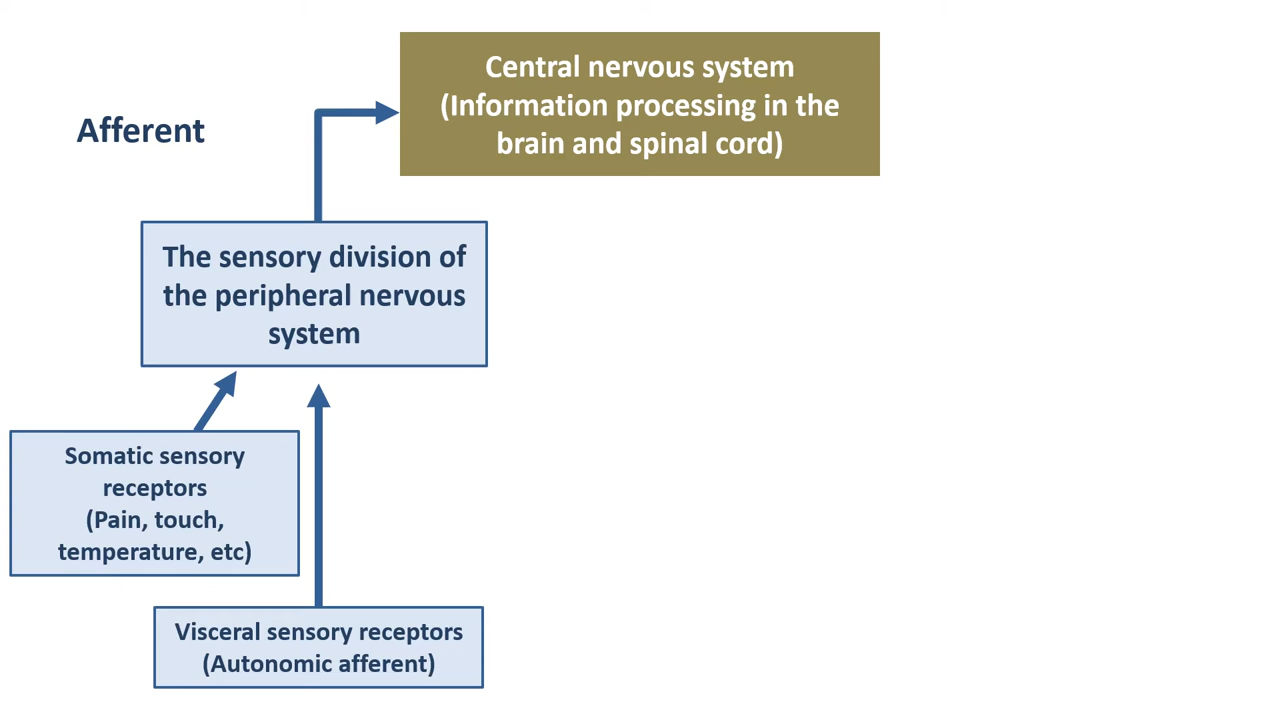 Central nervous system
(Information processing in the
brain and spinal cord)
Afferent
The sensory division of
the peripheral nervous
system
Somatic sensory
receptors
(Pain, touch,
temperature, etc)
Visceral sensory receptors
(Autonomic afferent)